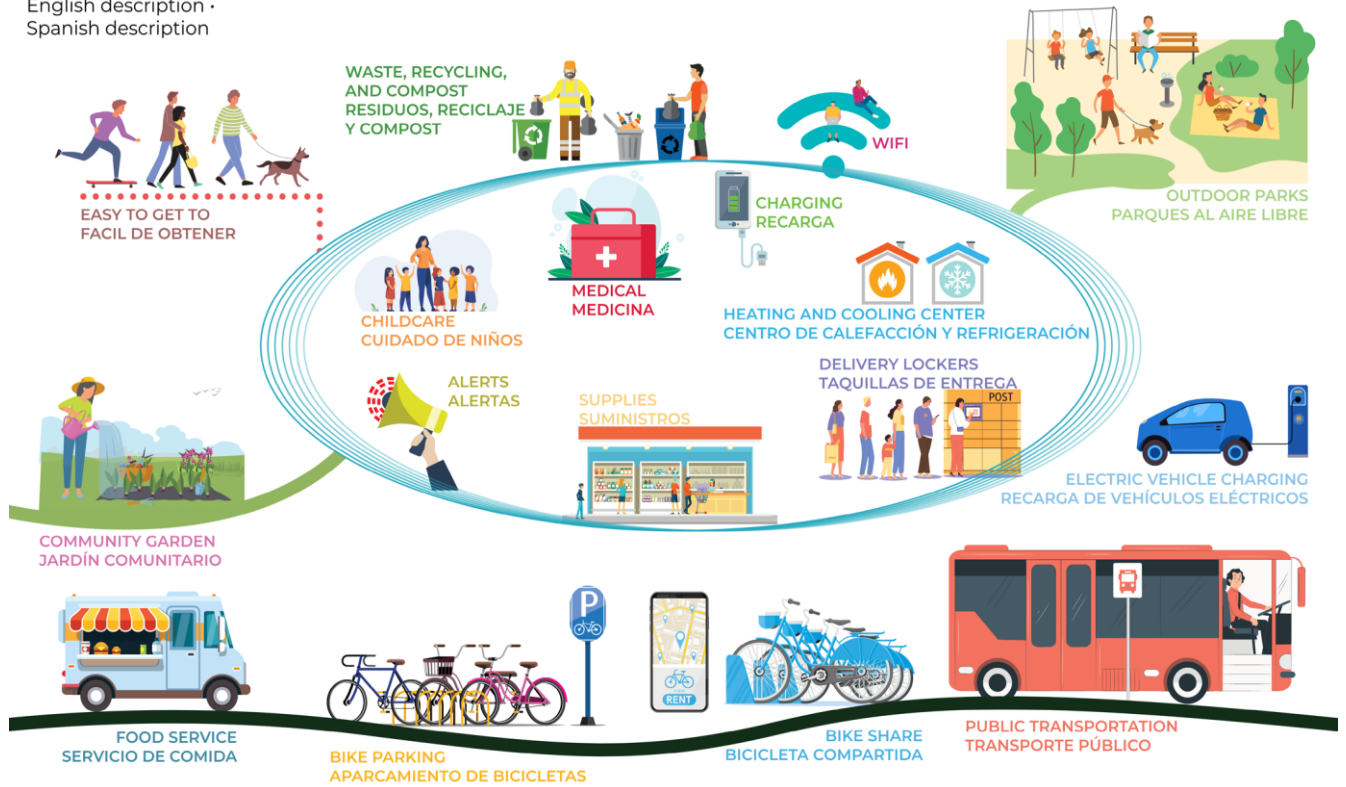 English description •
Spanish description
WASTE, RECYCLING,
AND COMPOST
RESIDUOS, RECICLAJE
Y COMPOST
WIFI
OUTDOOR PARKS
PARQUES AL AIRE LIBRE
EASY TO GET TO
FACIL DE OBTENER
CHARGING
RECARGA
MEDICAL
MEDICINA
CHILDCARE
CUIDADO DE NIÑOS
HEATING AND COOLING CENTER
CENTRO DE CALEFACCIÓN Y REFRIGERACIÓN
ALERTS
ALERTAS
DELIVERY LOCKERS
TAQUILLAS DE ENTREGA
POST
SUPPLIES
SUMINISTROS
ELECTRIC VEHICLE CHARGING
RECARGA DE VEHÍCULOS ELÉCTRICOS
COMMUNITY GARDEN
JARDÍN COMUNITARIO
P
RENT
FOOD SERVICE
SERVICIO DE COMIDA
BIKE PARKING
APARCAMIENTO DE BICICLETAS
BIKE SHARE
BICICLETA COMPARTIDA
PUBLIC TRANSPORTATION
TRANSPORTE PÚBLICO